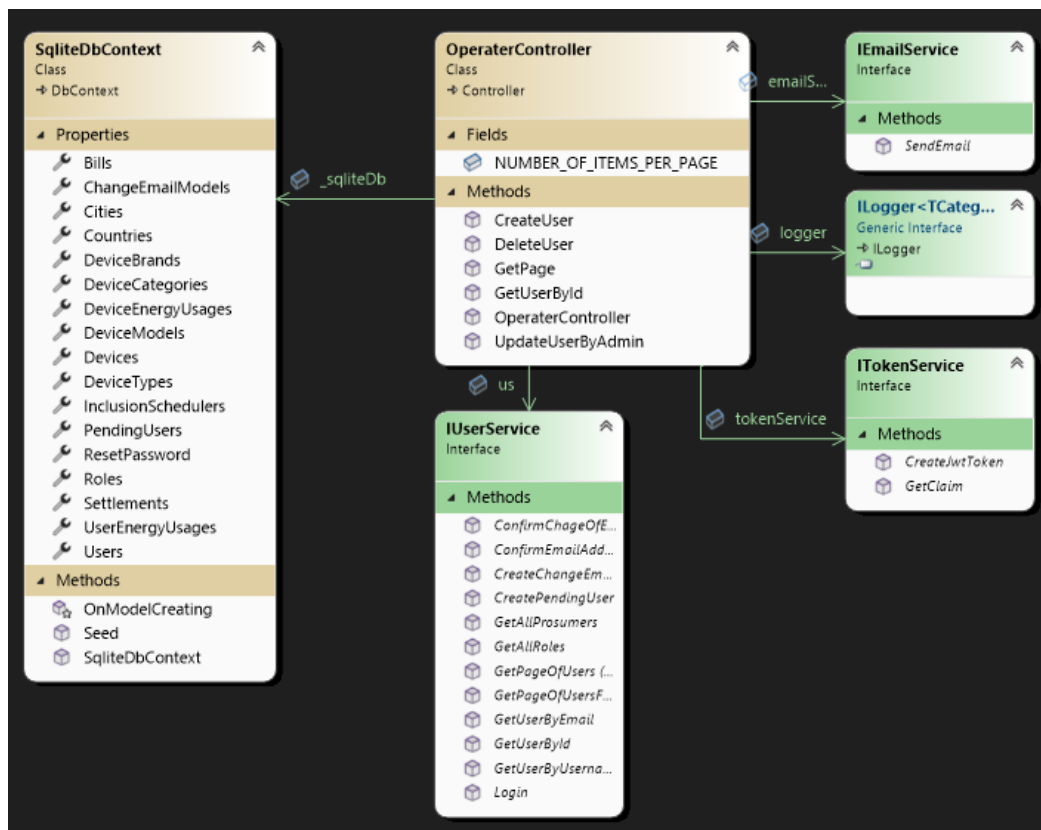 SqliteDbContext
Class
DbContext
Properties
Bills
ChangeEmailModels
Cities
Countries
DeviceBrands
DeviceCategories
DeviceEnergyUsages
DeviceModels
Devices
DeviceTypes
InclusionSchedulers
PendingUsers
ResetPassword
Roles
Settlements
UserEnergyUsages
Users
Methods
OnModelCreating
Seed
SqliteDbContext
_sqliteDb
OperaterController
Class
Controller
Fields
NUMBER_OF_ITEMS_PER_PAGE
Methods
CreateUser
DeleteUser
GetPage
GetUserById
OperaterController
UpdateUserByAdmin
us
IUserService
Interface
Methods
ConfirmChageOfE...
ConfirmEmailAdd...
CreateChangeEm...
CreatePendingUser
GetAllProsumers
GetAllRoles
GetPageOfUsers (...
GetPageOfUsersF...
GetUserByEmail
GetUserById
GetUserByUserna...
Login
emailS...
IEmailService
Interface
Methods
SendEmail
logger
ILogger<TCateg...
Generic Interface
ILogger
tokenService
ITokenService
Interface
Methods
CreateJwtToken
GetClaim